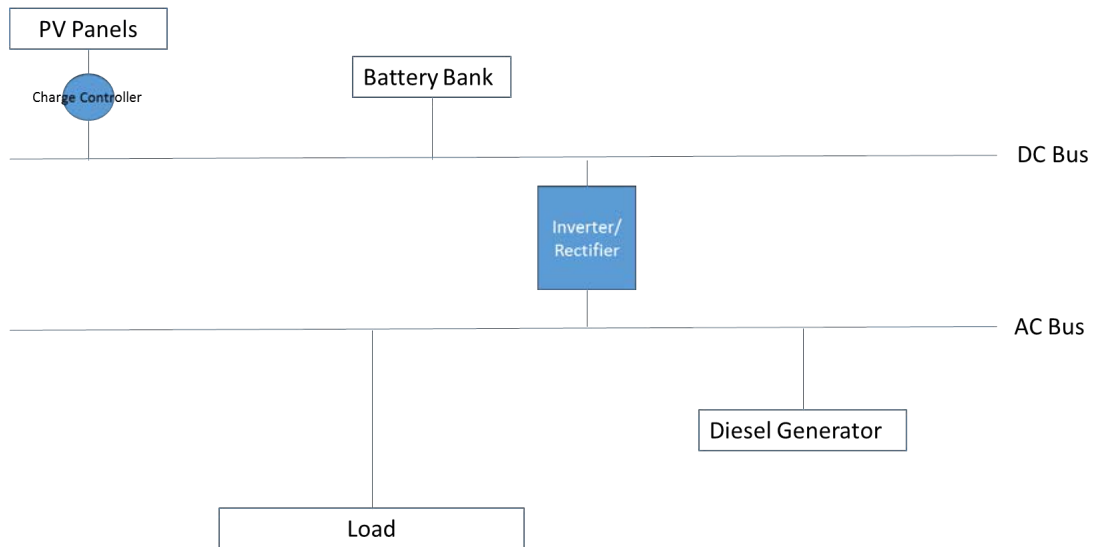 PV Panels
Charge Controller
Battery Bank
DC Bus
Inverter/
Rectifier
AC Bus
Diesel Generator
Load